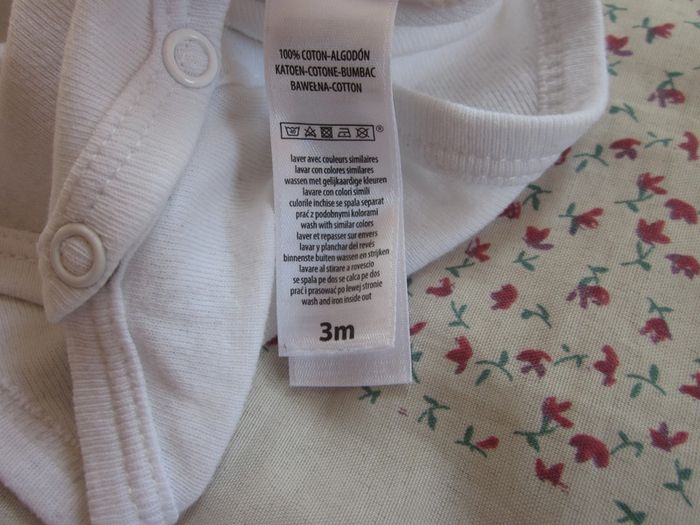 100% COTON-ALGODÓN
KATOEN-COTONE-BUMBAC
BAWEŁNA-COTTON
®
laver avec couleurs similaires
lavar con colores similares
wassen met gelijkaardige kleuren
lavare con colori simili
culorile inchise se spala separat
prać z podobnymi kolorami
wash with similar colors
laver et repasser sur envers
lavar y planchar del revés
binnenste buiten wassen en strijken
lavare al stirare a rovescio
se spala pe dos se calca pe dos
prać i prasować po lewej stronie
wash and iron inside out
3m